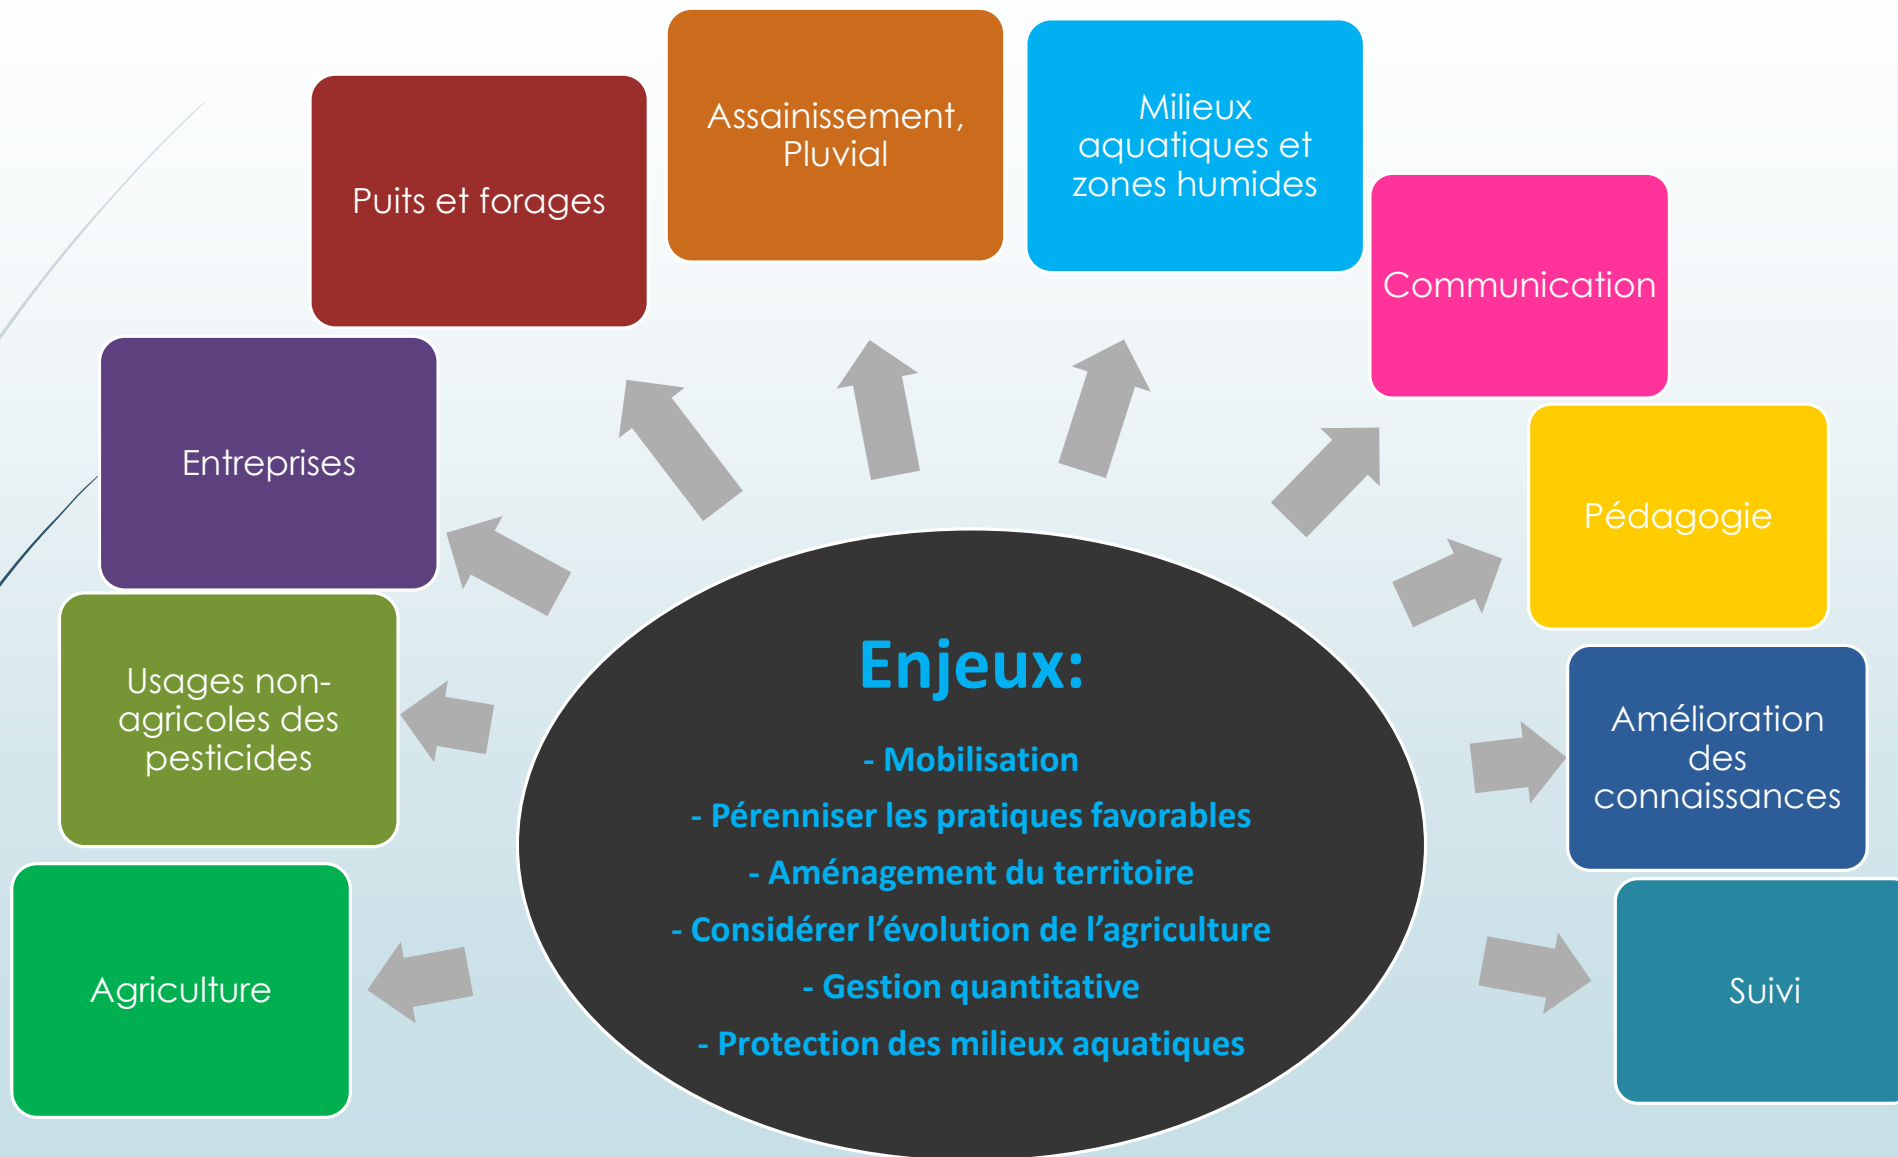 Assainissement,
Pluvial
Milieux
aquatiques et
zones humides
Puits et forages
Communication
Entreprises
Pédagogie
Usages non-
agricoles des
pesticides
Amélioration
des
connaissances
Agriculture
Suivi
Enjeux:
- Mobilisation
- Pérenniser les pratiques favorables
- Aménagement du territoire
- Considérer l’évolution de l’agriculture
- Gestion quantitative
- Protection des milieux aquatiques